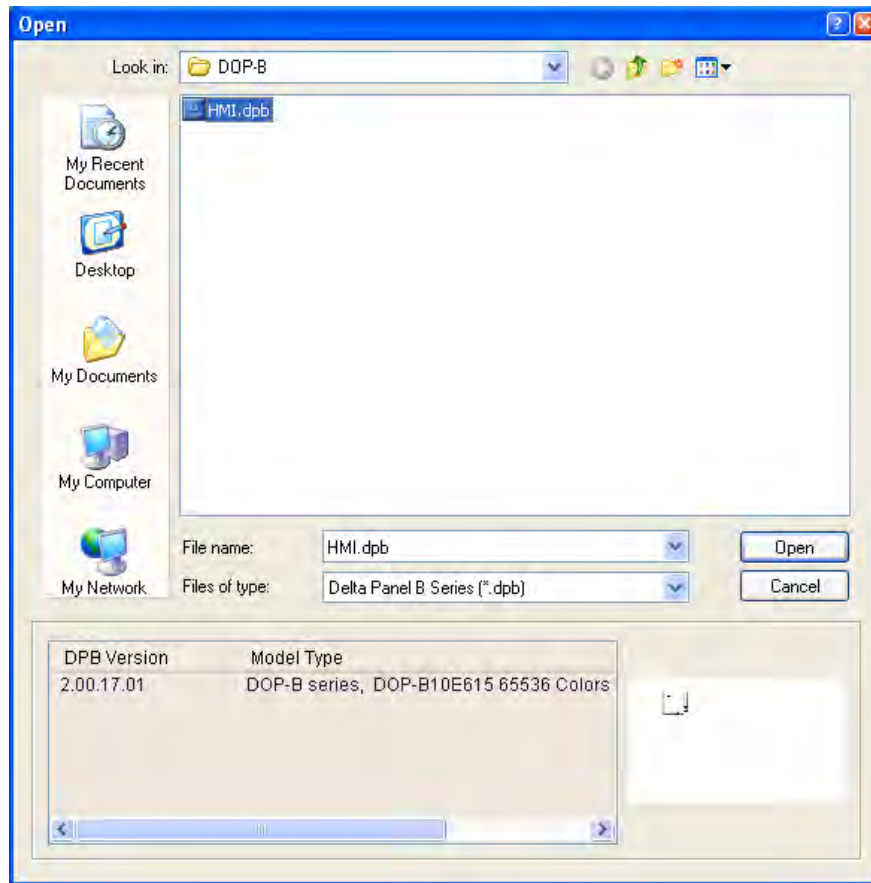 Open
Look in: DOP-B
HMI.dpb
My Recent
Documents
Desktop
My Documents
My Computer
My Network
File name: HMI.dpb Open
Files of type: Delta Panel B Series (*.dpb) Cancel
DPB Version Model Type
2.00.17.01 DOP-B series, DOP-B10E615 65536 Colors